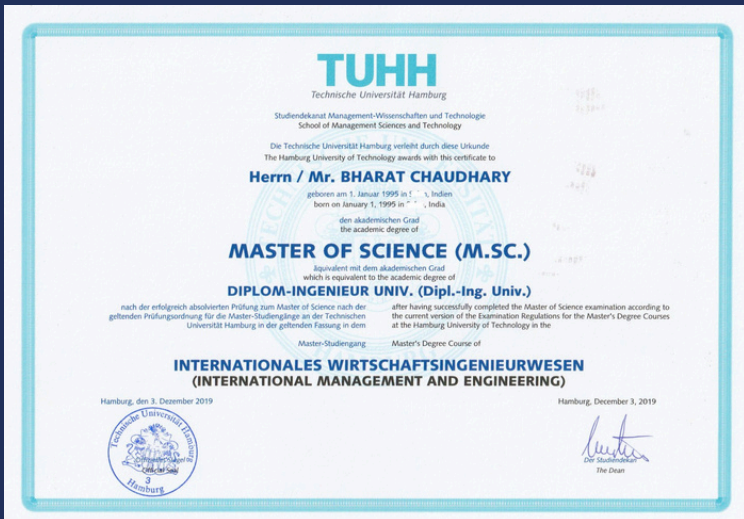 TUHH
Technische Universität Hamburg
Studiendekanat Management-Wissenschaften und Technologie
School of Management Sciences and Technology
Die Technische Universität Hamburg verleiht durch diese Urkunde
The Hamburg University of Technology awards with this certificate to
Herrn / Mr. BHARAT CHAUDHARY
geboren am 1. Januar 1995 in , Indien
born on January 1, 1995 in , India
den akademischen Grad
the academic degree of
MASTER OF SCIENCE (M.SC.)
äquivalent mit dem akademischen Grad
which is equivalent to the academic degree of
DIPLOM-INGENIEUR UNIV. (Dipl.-Ing. Univ.)
nach der erfolgreich absolvierten Prüfung zum Master of Science nach der
geltenden Prüfungsordnung für die Master-Studiengänge an der Technischen
Universität Hamburg in der geltenden Fassung in dem
Master-Studiengang
after having successfully completed the Master of Science examination according to
the current version of the Examination Regulations for the Master's Degree Courses
at the Hamburg University of Technology in the
Master's Degree Course of
INTERNATIONALES WIRTSCHAFTSINGENIEURWESEN
(INTERNATIONAL MANAGEMENT AND ENGINEERING)
Hamburg, den 3. Dezember 2019
Hamburg, December 3, 2019
Technische Universität Hamburg
3
Der Studiendekan
The Dean